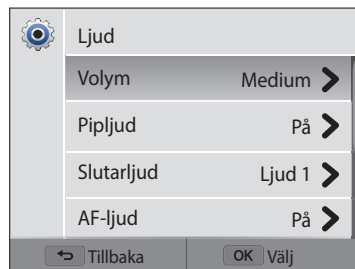 Ljud
Volym Medium
Pipljud På
Slutarljud Ljud 1
AF-ljud På
Tillbaka OK Välj